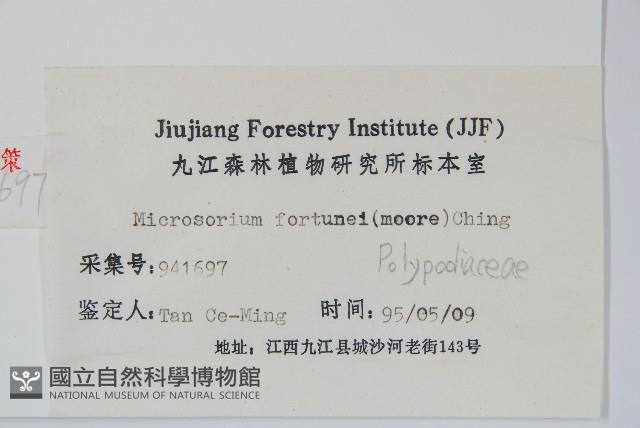 Jiujiang Forestry Institute (JJF)
九江森林植物研究所标本室
Microsorium fortunei(moore)Ching
采集号:941697
Polypodiaceae
鉴定人:Tan Ce-Ming 时间:95/05/09
地址:江西九江县城沙河老街143号
策
697
國立自然科學博物館
NATIONAL MUSEUM OF NATURAL SCIENCE